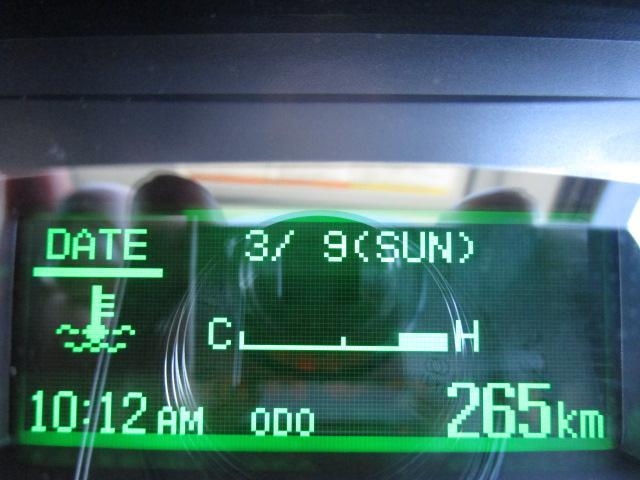 DATE 3/ 9(SUN)
C H
10:12 AM ODO 265km